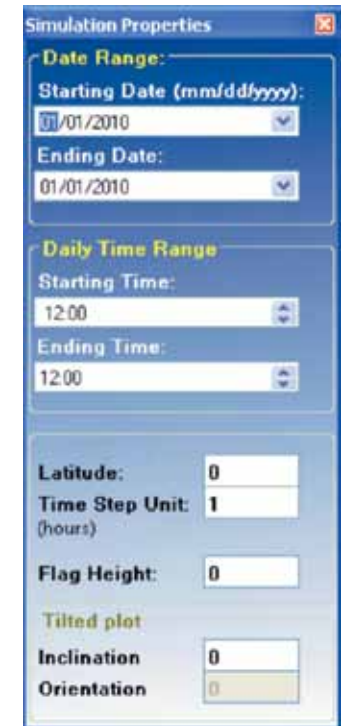 Simulation Properties
Date Range:
Starting Date (mm/dd/yyyy):
01/01/2010
Ending Date:
01/01/2010
Daily Time Range
Starting Time:
12:00
Ending Time:
12:00
Latitude: 0
Time Step Unit: 1
(hours)
Flag Height: 0
Tilted plot
Inclination 0
Orientation 0